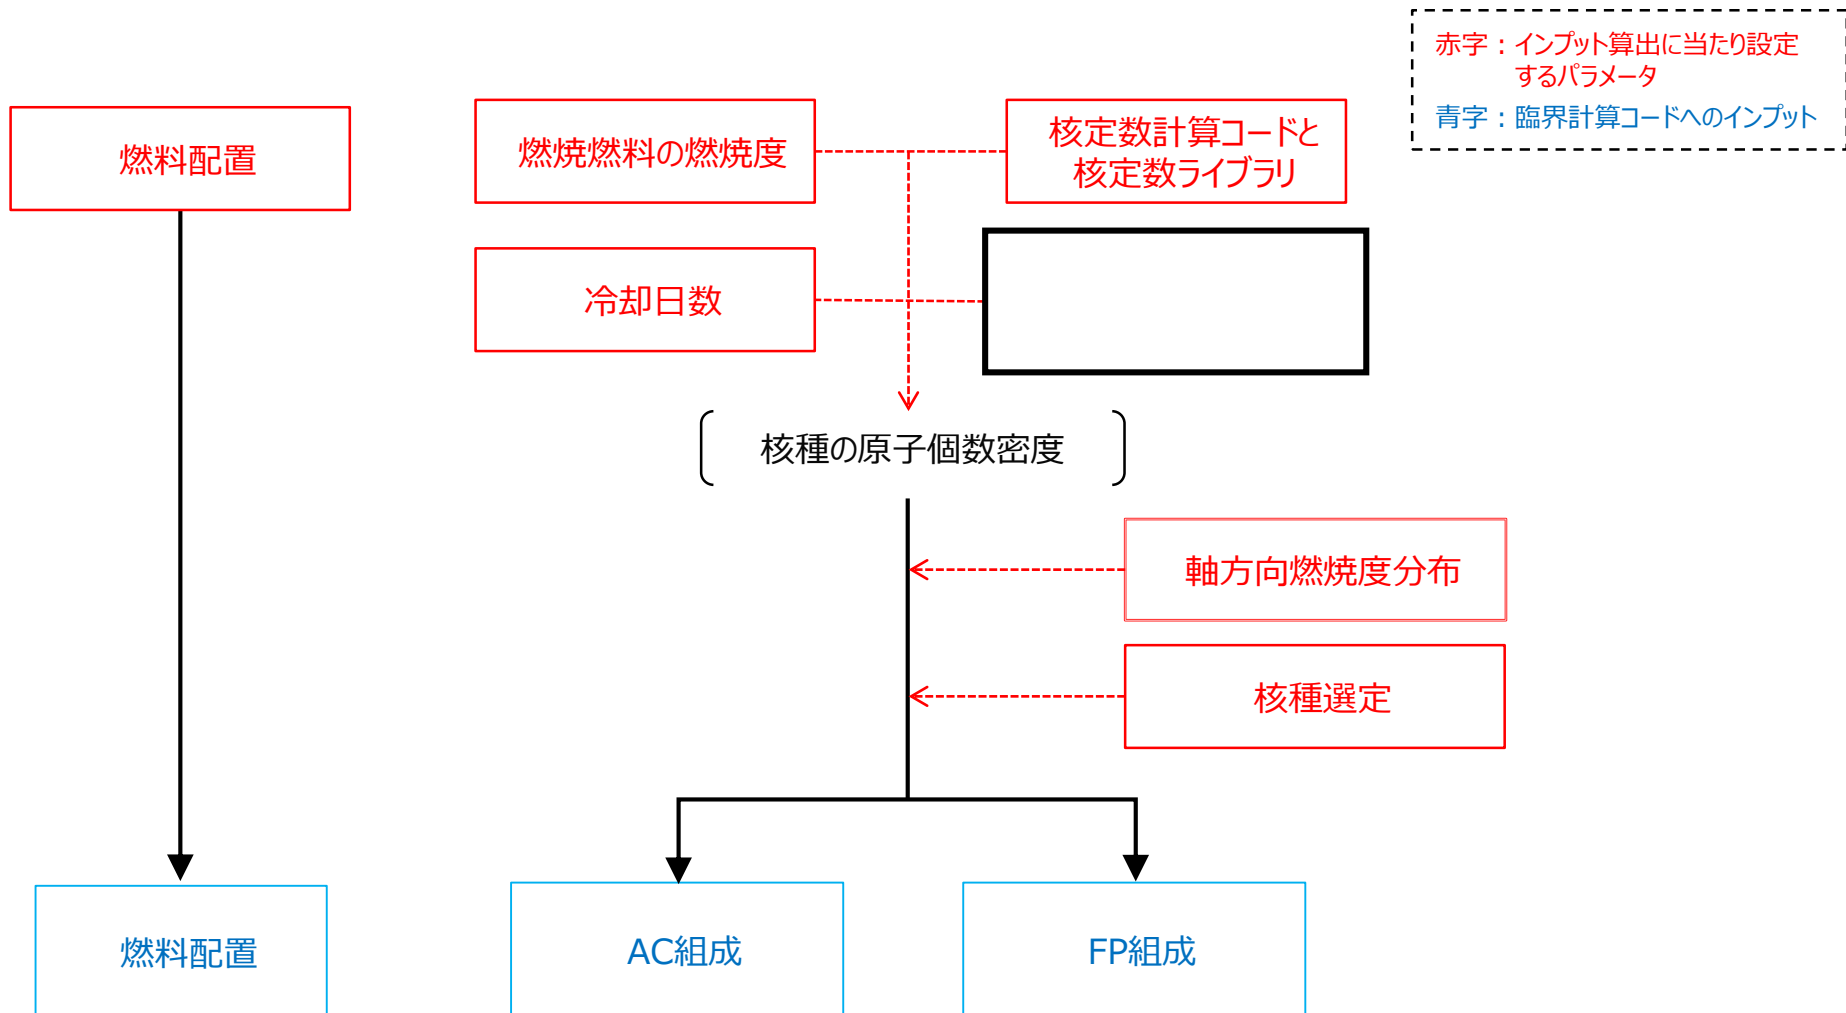 赤字：インプット算出に当たり設定
するパラメータ
青字：臨界計算コードへのインプット
燃料配置
燃焼燃料の燃焼度
核定数計算コードと
核定数ライブラリ
冷却日数
核種の原子個数密度
軸方向燃焼度分布
核種選定
燃料配置
AC組成
FP組成